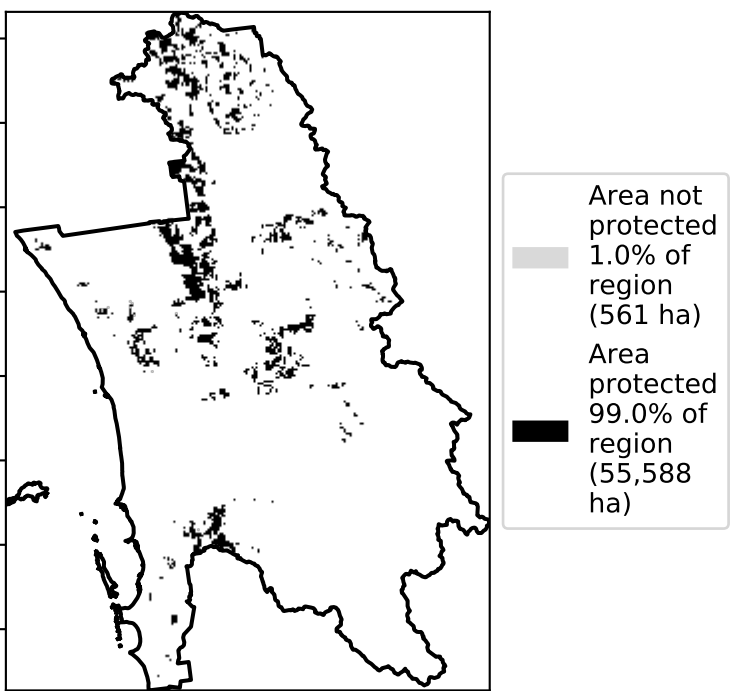 Area not
protected
1.0% of
region
(561 ha)
Area
protected
99.0% of
region
(55,588
ha)